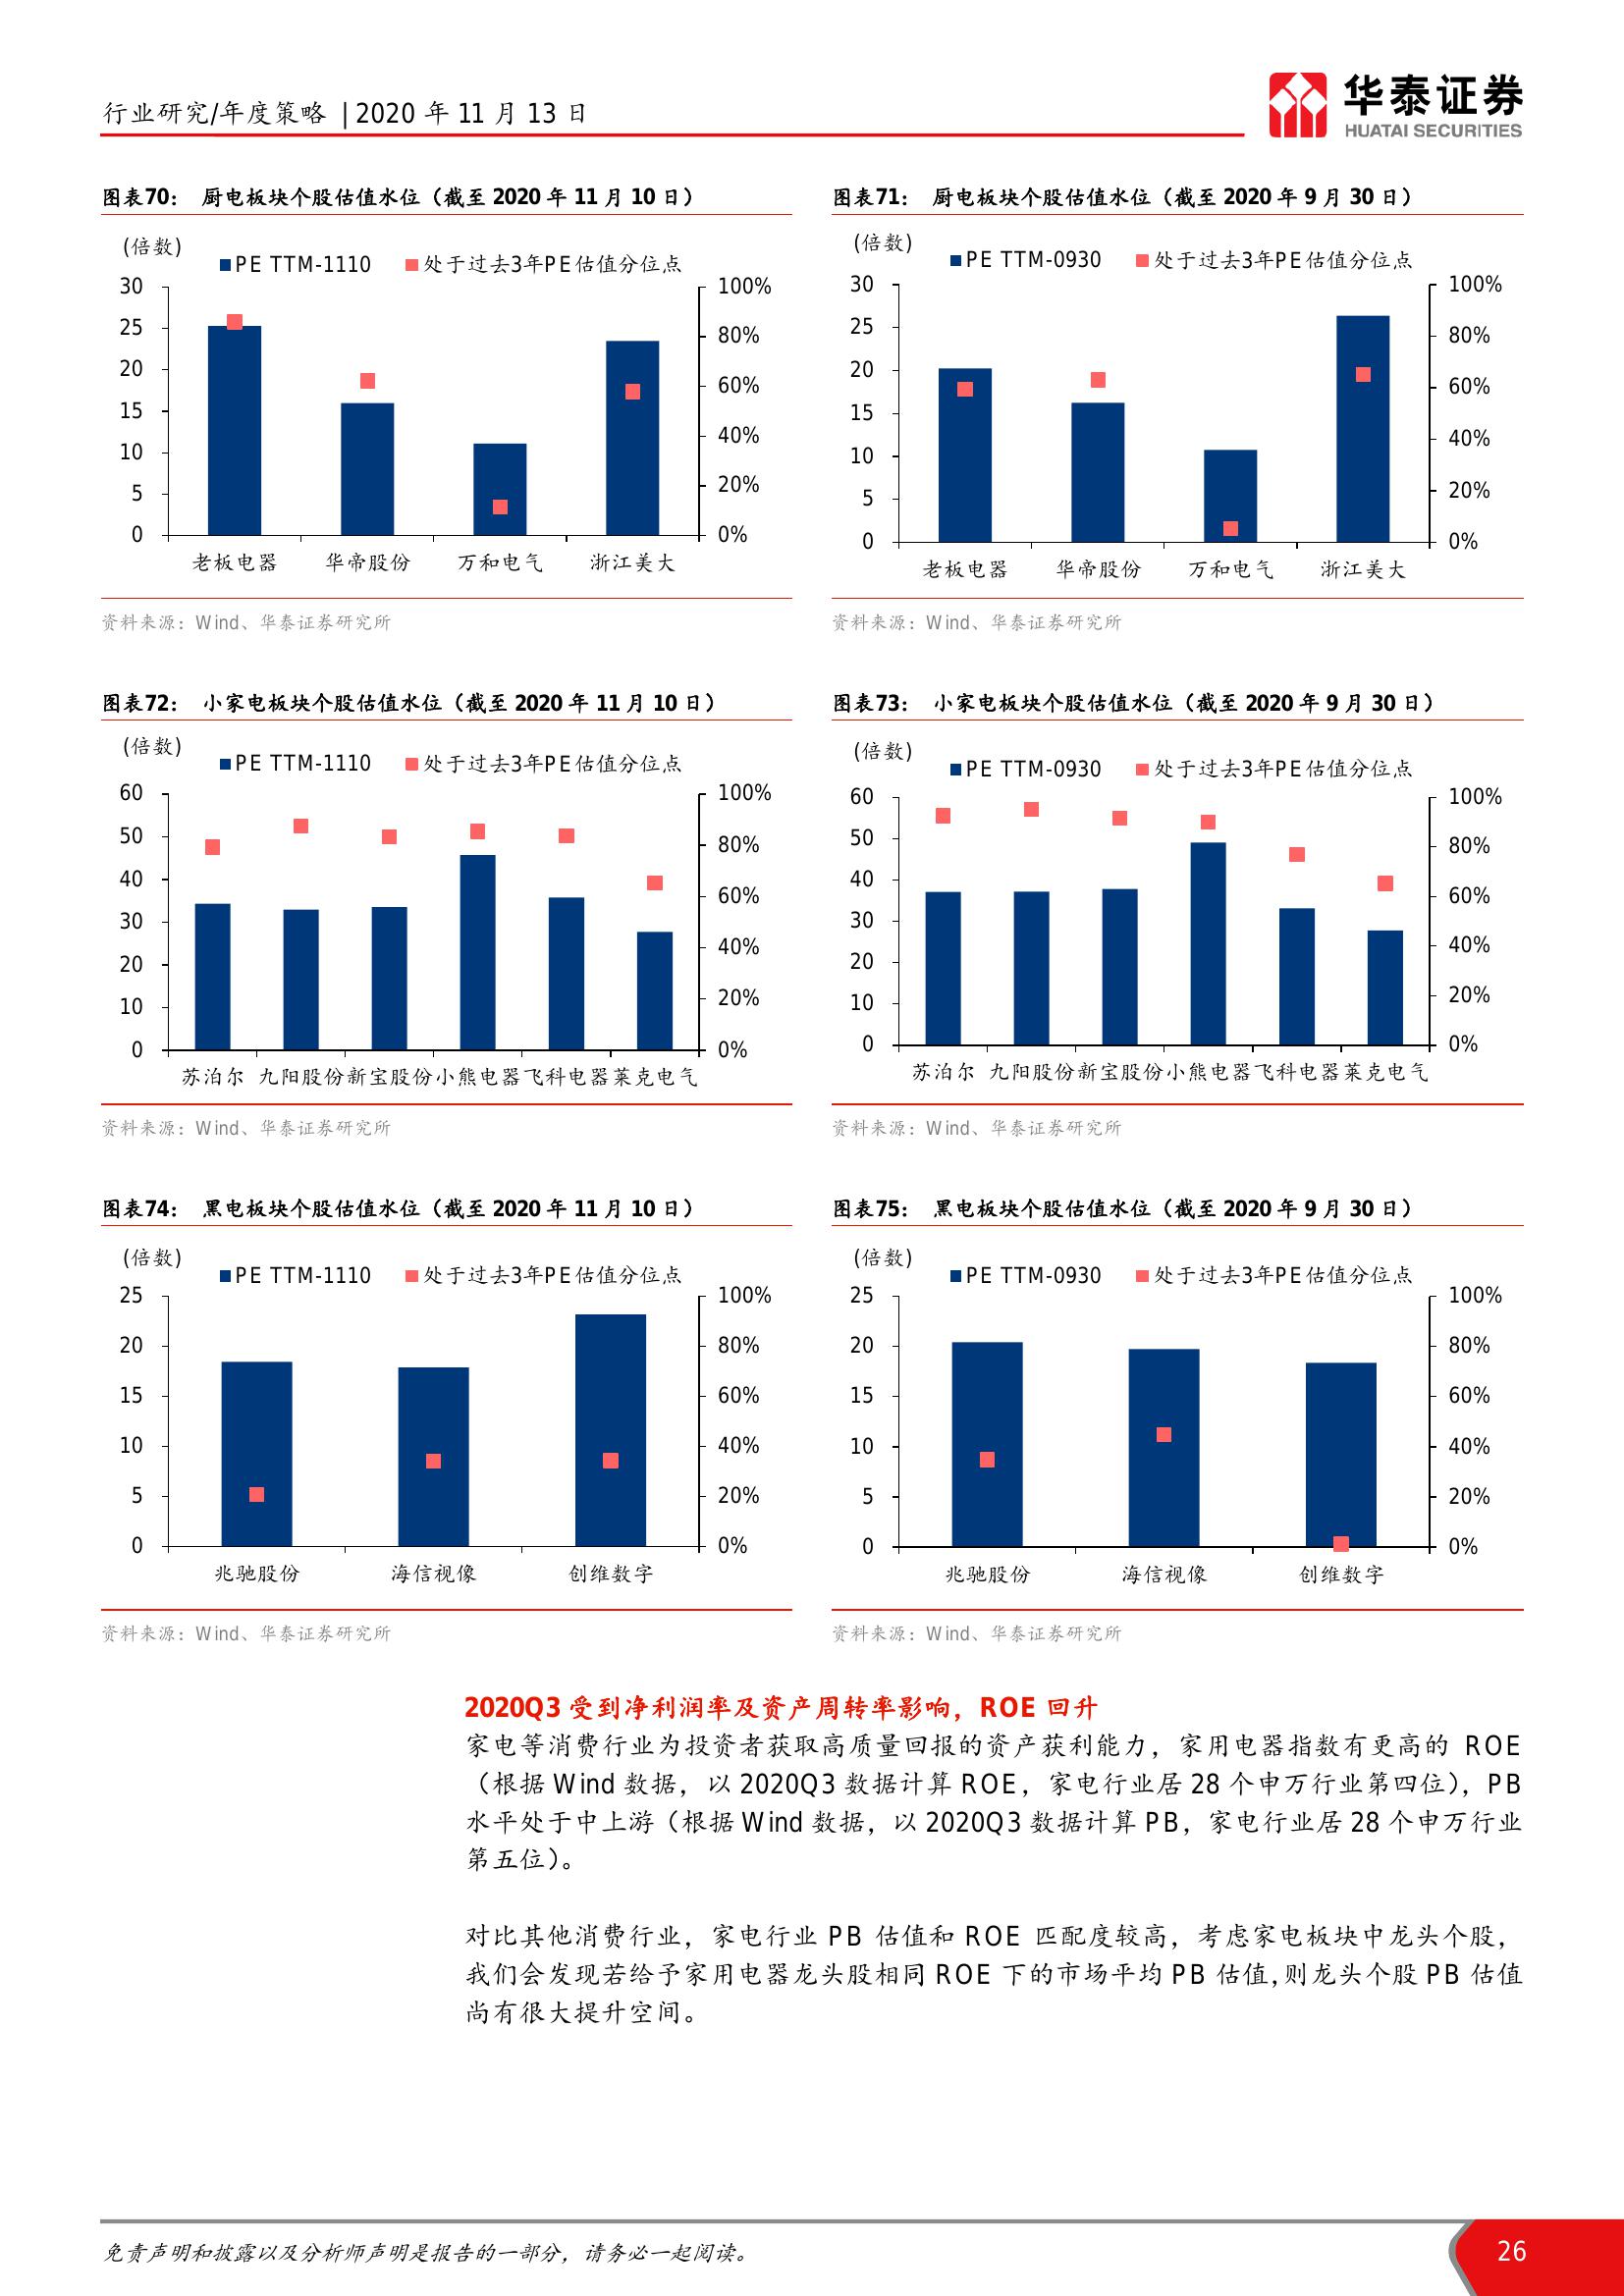 行业研究/年度策略 | 2020 年 11 月 13 日
华泰证券
HUATAI SECURITIES
图表70： 厨电板块个股估值水位（截至 2020 年 11 月 10 日）
(倍数)
PE TTM-1110 处于过去3年PE估值分位点
30 100%
25 80%
20 60%
15 40%
10 20%
5 0%
0
老板电器 华帝股份 万和电气 浙江美大
资料来源：Wind、华泰证券研究所
图表71： 厨电板块个股估值水位（截至 2020 年 9 月 30 日）
(倍数)
PE TTM-0930 处于过去3年PE估值分位点
30 100%
25 80%
20 60%
15 40%
10 20%
5 0%
0
老板电器 华帝股份 万和电气 浙江美大
资料来源：Wind、华泰证券研究所
图表72： 小家电板块个股估值水位（截至 2020 年 11 月 10 日）
(倍数)
PE TTM-1110 处于过去3年PE估值分位点
60 100%
50 80%
40 60%
30 40%
20 20%
10 0%
0
苏泊尔 九阳股份 新宝股份 小熊电器 飞科电器 莱克电气
资料来源：Wind、华泰证券研究所
图表73： 小家电板块个股估值水位（截至 2020 年 9 月 30 日）
(倍数)
PE TTM-0930 处于过去3年PE估值分位点
60 100%
50 80%
40 60%
30 40%
20 20%
10 0%
0
苏泊尔 九阳股份 新宝股份 小熊电器 飞科电器 莱克电气
资料来源：Wind、华泰证券研究所
图表74： 黑电板块个股估值水位（截至 2020 年 11 月 10 日）
(倍数)
PE TTM-1110 处于过去3年PE估值分位点
25 100%
20 80%
15 60%
10 40%
5 20%
0 0%
兆驰股份 海信视像 创维数字
资料来源：Wind、华泰证券研究所
图表75： 黑电板块个股估值水位（截至 2020 年 9 月 30 日）
(倍数)
PE TTM-0930 处于过去3年PE估值分位点
25 100%
20 80%
15 60%
10 40%
5 20%
0 0%
兆驰股份 海信视像 创维数字
资料来源：Wind、华泰证券研究所
2020Q3 受到净利润率及资产周转率影响，ROE 回升
家电等消费行业为投资者获取高质量回报的资产获利能力，家用电器指数有更高的 ROE
（根据 Wind 数据，以 2020Q3 数据计算 ROE，家电行业居 28 个申万行业第四位），PB
水平处于中上游（根据 Wind 数据，以 2020Q3 数据计算 PB，家电行业居 28 个申万行业
第五位）。
对比其他消费行业，家电行业 PB 估值和 ROE 匹配度较高，考虑家电板块中龙头个股，
我们会发现若给予家用电器龙头股相同 ROE 下的市场平均 PB 估值，则龙头个股 PB 估值
尚有很大提升空间。
免责声明和披露以及分析师声明是报告的一部分，请务必一起阅读。
26